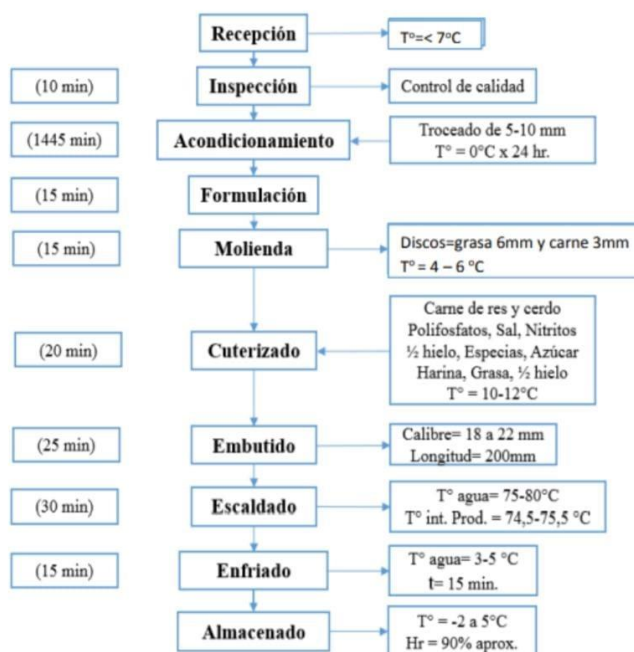 Recepción
T°=< 7°C
(10 min)
Inspección
Control de calidad
(1445 min)
Acondicionamiento
Troceado de 5-10 mm
T° = 0°C x 24 hr.
(15 min)
Formulación
(15 min)
Molienda
Discos=grasa 6mm y carne 3mm
T° = 4 – 6 °C
(20 min)
Cuterizado
Carne de res y cerdo
Polifosfatos, Sal, Nitritos
½ hielo, Especias, Azúcar
Harina, Grasa, ½ hielo
T° = 10-12°C
(25 min)
Embutido
Calibre= 18 a 22 mm
Longitud= 200mm
(30 min)
Escaldado
T° agua= 75-80°C
T° int. Prod. = 74,5-75,5 °C
(15 min)
Enfriado
T° agua= 3-5 °C
t= 15 min.
Almacenado
T° = -2 a 5°C
Hr = 90% aprox.